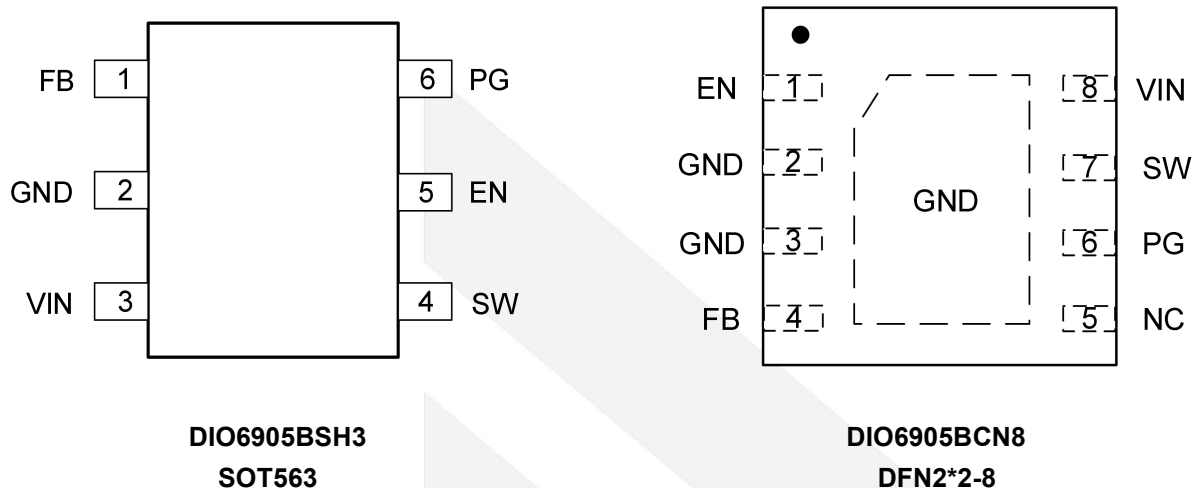 FB 1 6 PG
GND 2 5 EN
VIN 3 4 SW
DIO6905BSH3
SOT563
EN 1 8 VIN
GND 2 7 SW
GND
GND 3 6 PG
FB 4 5 NC
DIO6905BCN8
DFN2*2-8